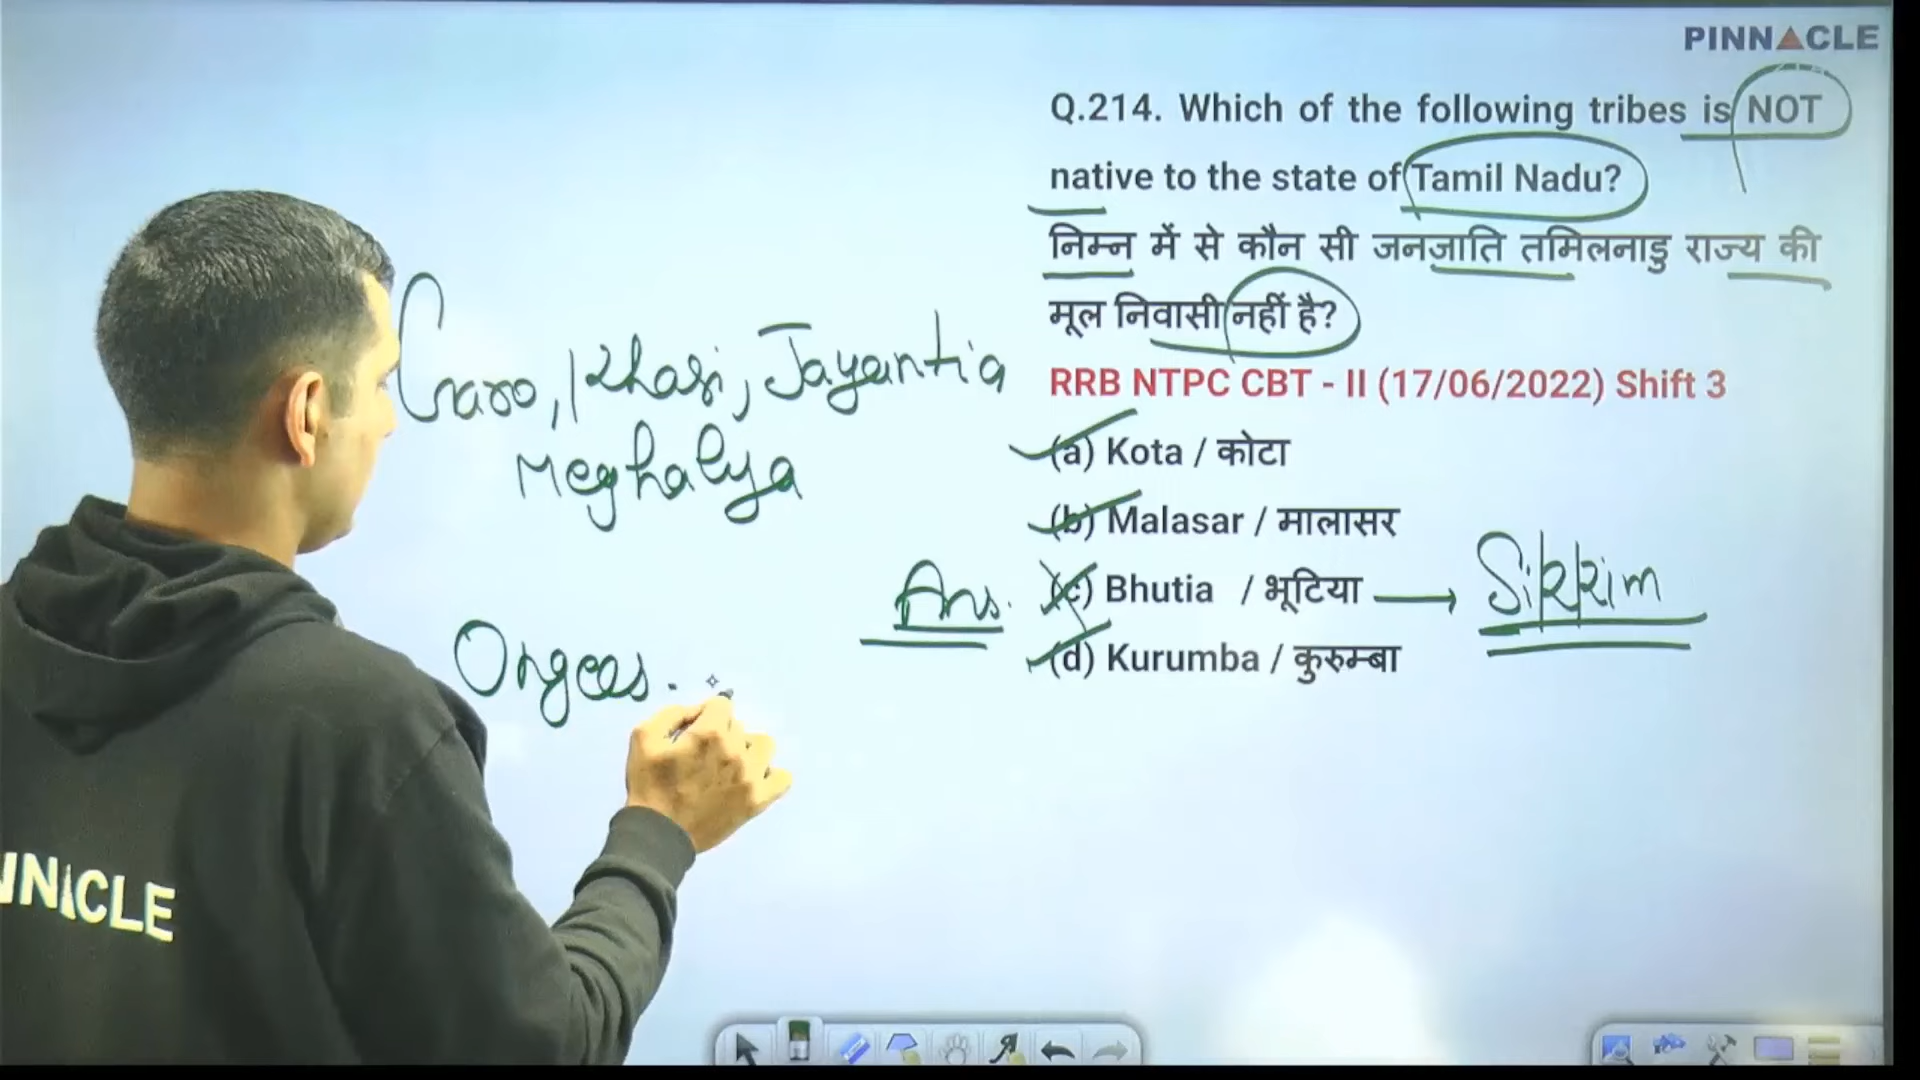 PINNACLE
Q.214. Which of the following tribes is NOT
native to the state of Tamil Nadu?
निम्न में से कौन सी जनजाति तमिलनाडु राज्य की
मूल निवासी नहीं है?
RRB NTPC CBT - II (17/06/2022) Shift 3
(a) Kota / कोटा
(b) Malasar / मालासर
(c) Bhutia / भूटिया → Sikkim
(d) Kurumba / कुरुम्बा
Ans.
Garo, Khasi, Jayantia
Meghalya
Ongees.
NNACLE